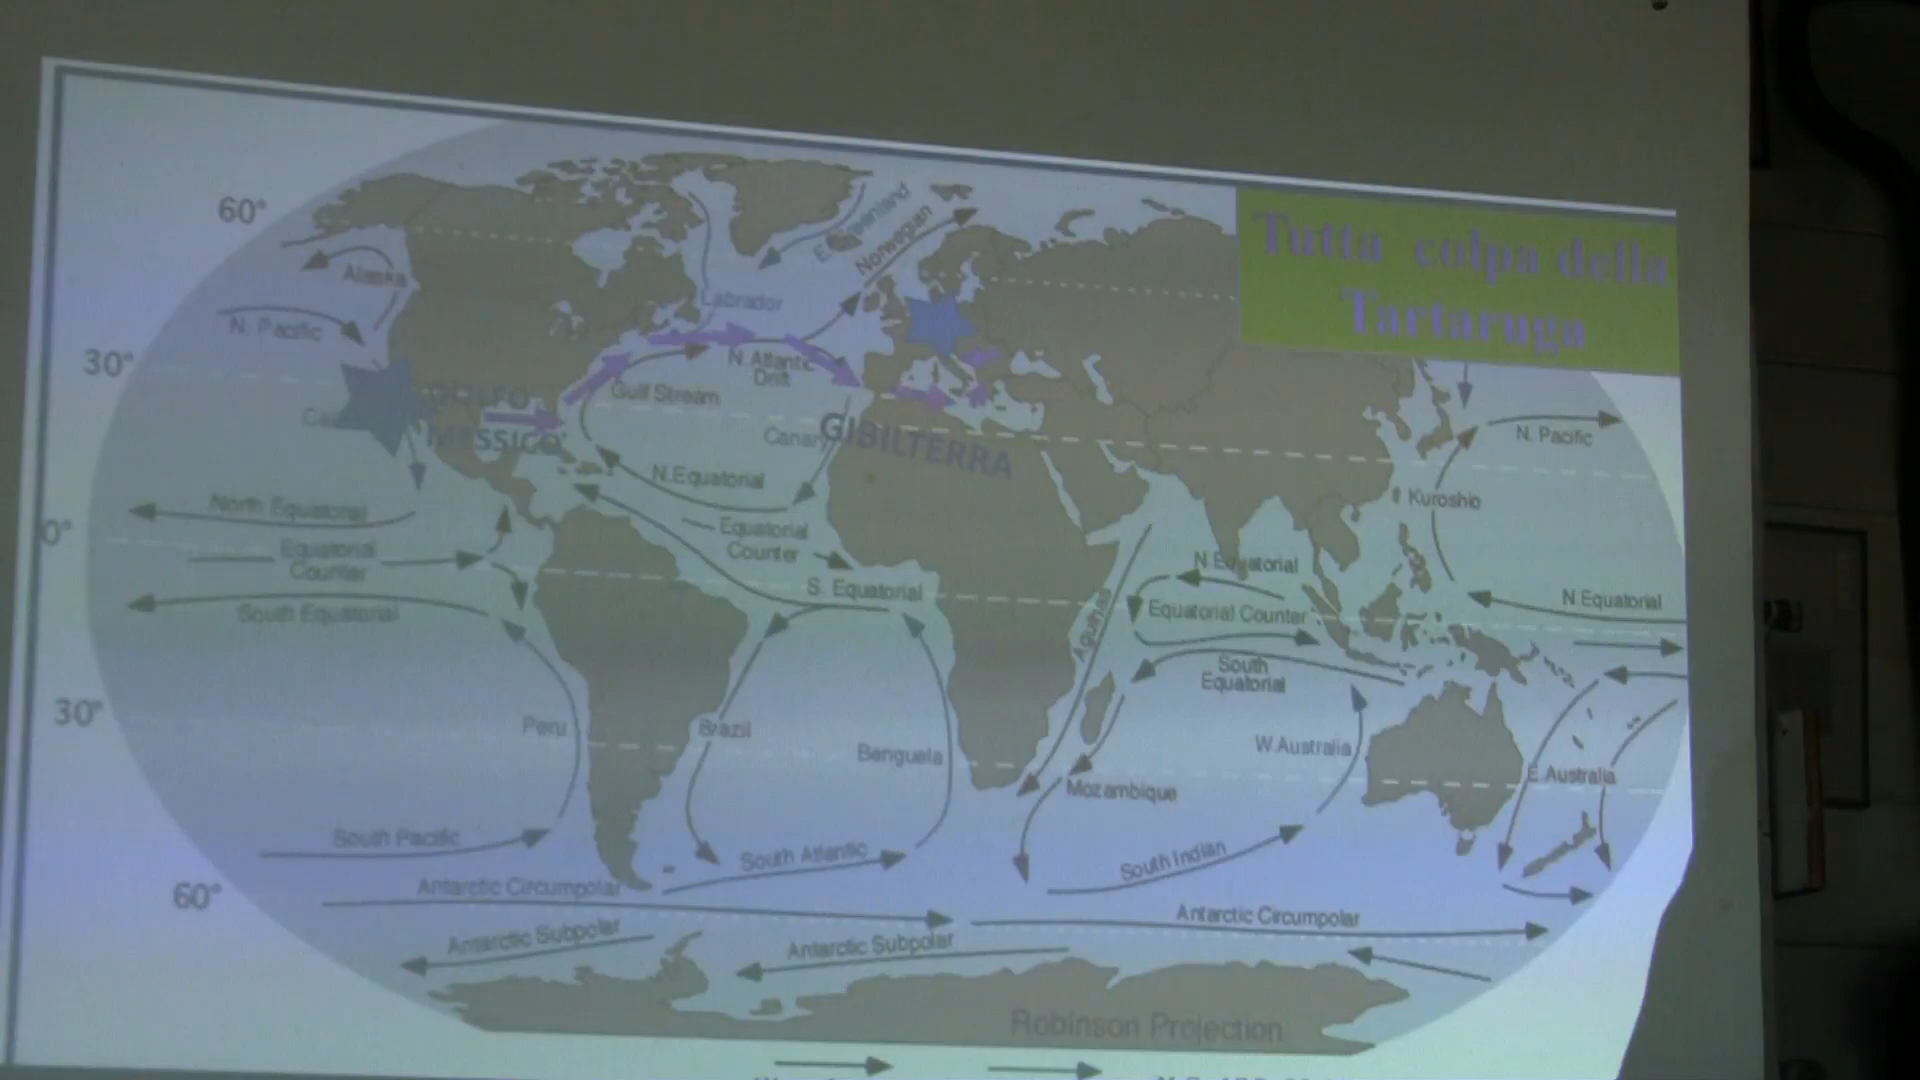 Tutta colpa della
Tartaruga
60°
E. Greenland
Norwegian
Alaska
Labrador
N. Pacific
30°
N. Atlantic
Drift
Gulf Stream
GOLFO
MESSICO
Canary
GIBILTERRA
N. Pacific
N.Equatorial
Kuroshio
North Equatorial
0°
Equatorial
Counter
Equatorial
Counter
N Equatorial
S. Equatorial
N Equatorial
South Equatorial
Agulhas
Equatorial Counter
South
Equatorial
30°
Peru
Brazil
Benguela
W.Australia
E.Australia
Mozambique
South Pacific
South Atlantic
South Indian
60°
Antarctic Circumpolar
Antarctic Circumpolar
Antarctic Subpolar
Antarctic Subpolar
Robinson Projection